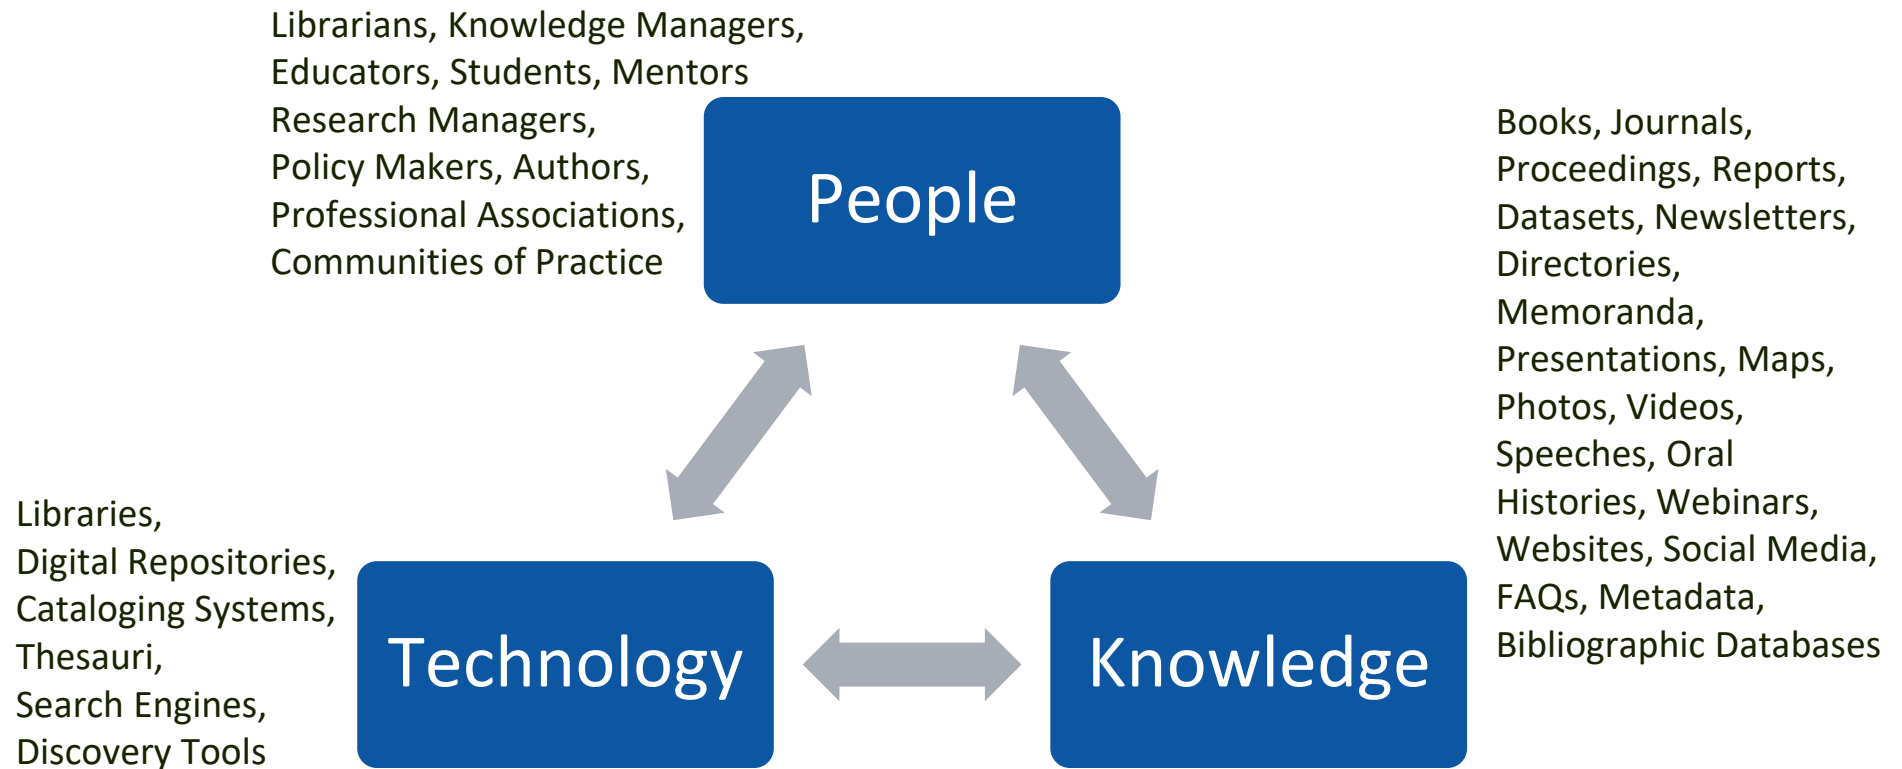 Librarians, Knowledge Managers,
Educators, Students, Mentors
Research Managers,
Policy Makers, Authors,
Professional Associations,
Communities of Practice
People
Books, Journals,
Proceedings, Reports,
Datasets, Newsletters,
Directories,
Memoranda,
Presentations, Maps,
Photos, Videos,
Speeches, Oral
Histories, Webinars,
Websites, Social Media,
FAQs, Metadata,
Bibliographic Databases
Libraries,
Digital Repositories,
Cataloging Systems,
Thesauri,
Search Engines,
Discovery Tools
Technology
Knowledge